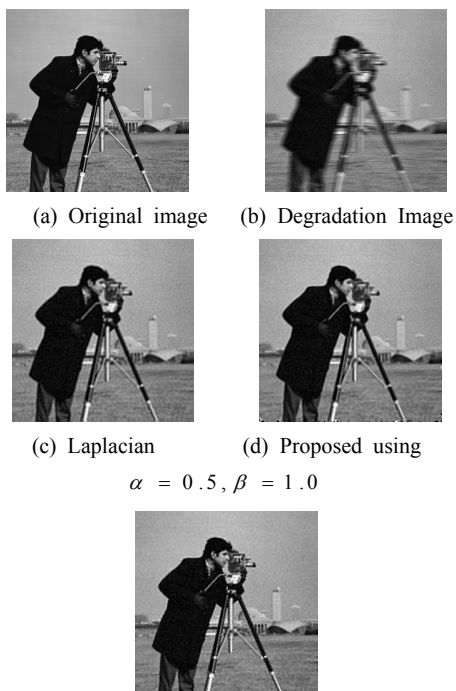 (a) Original image (b) Degradation Image
(c) Laplacian (d) Proposed using
α = 0.5, β = 1.0